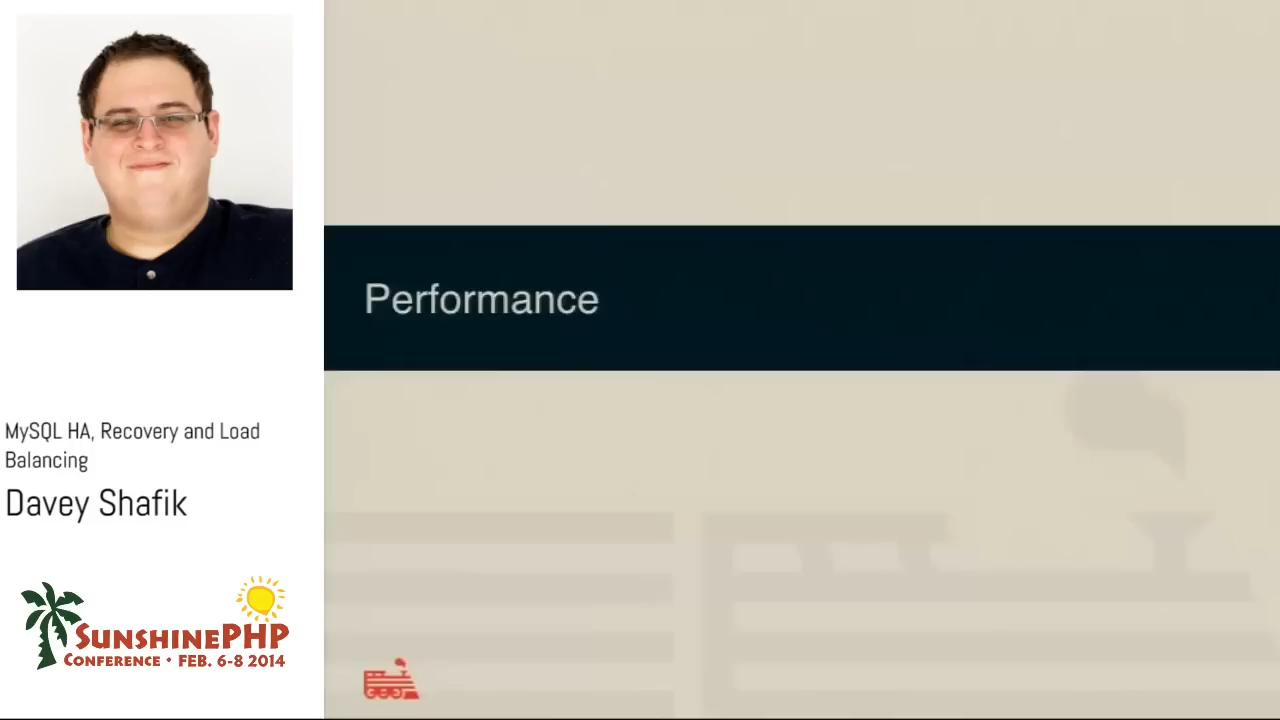 Performance
MySQL HA, Recovery and Load
Balancing
Davey Shafik
SUNSHINEPHP
CONFERENCE • FEB. 6-8 2014